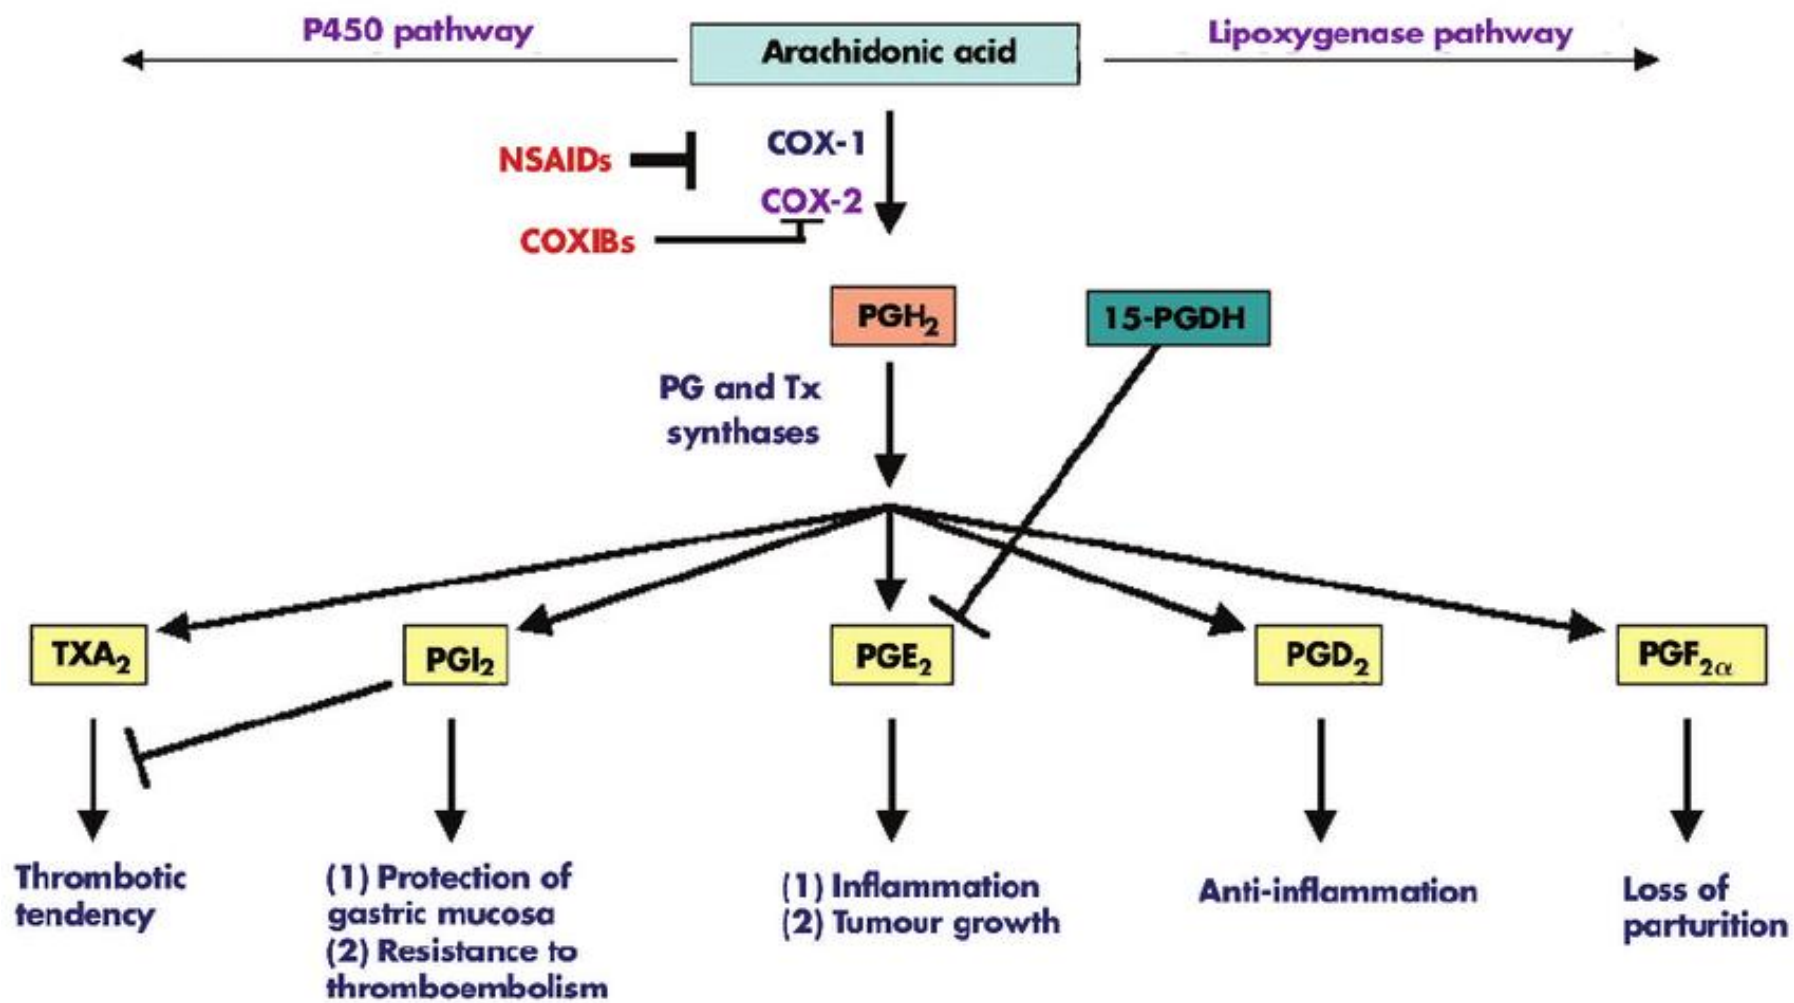 P450 pathway
Arachidonic acid
Lipoxygenase pathway
NSAIDs
COX-1
COX-2
COXIBs
PGH₂
15-PGDH
PG and Tx
synthases
TXA₂
PGI₂
PGE₂
PGD₂
PGF₂α
Thrombotic
tendency
(1) Protection of
gastric mucosa
(2) Resistance to
thromboembolism
(1) Inflammation
(2) Tumour growth
Anti-inflammation
Loss of
parturition